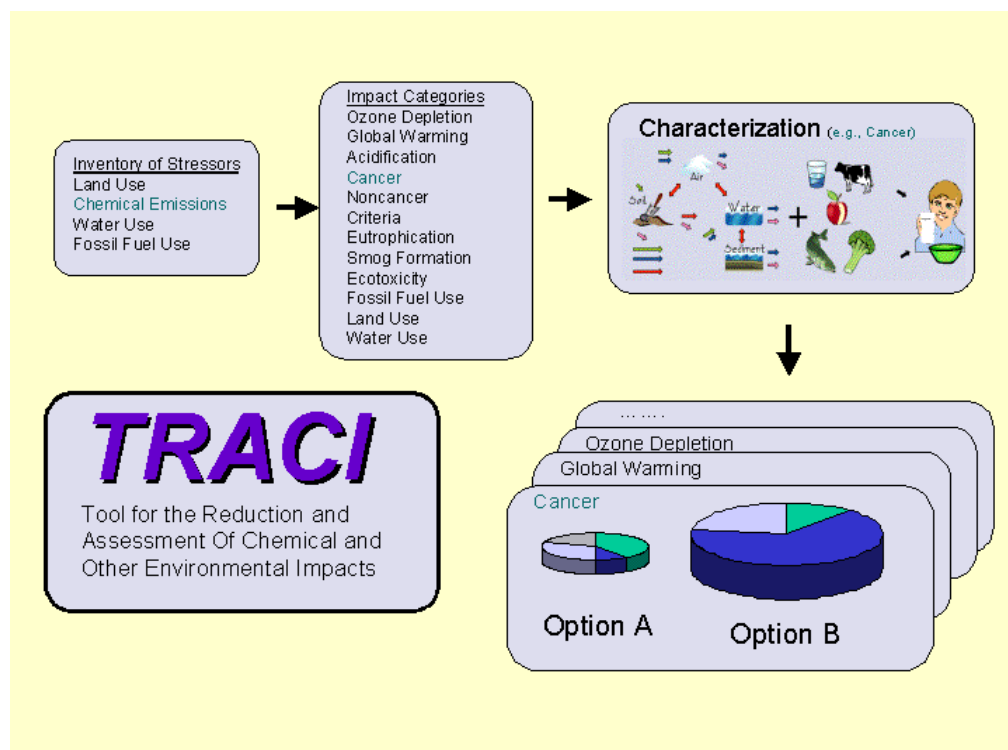 Inventory of Stressors
Land Use
Chemical Emissions
Water Use
Fossil Fuel Use
Impact Categories
Ozone Depletion
Global Warming
Acidification
Cancer
Noncancer
Criteria
Eutrophication
Smog Formation
Ecotoxicity
Fossil Fuel Use
Land Use
Water Use
Characterization (e.g., Cancer)
Air
Soil
Water
+
Sediment
TRACI
Tool for the Reduction and
Assessment Of Chemical and
Other Environmental Impacts
... ... .
Ozone Depletion
Global Warming
Cancer
Option A
Option B